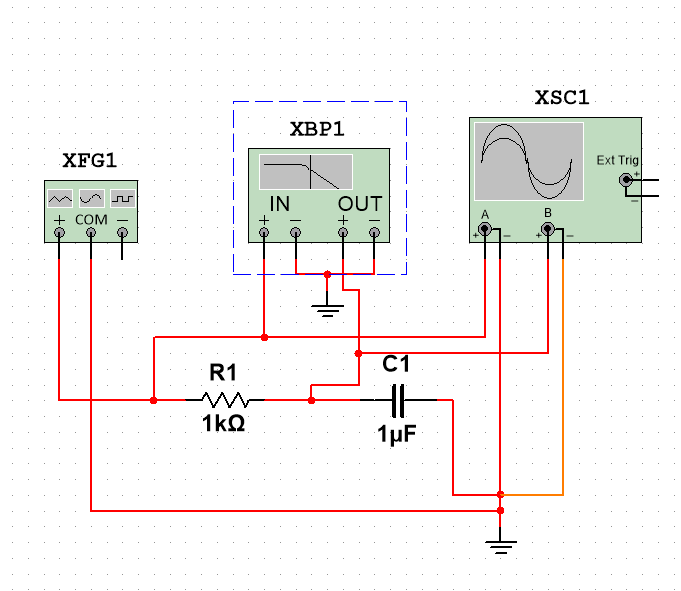 XSC1
XBP1
XFG1
Ext Trig
+
−
IN OUT
+ − + −
A B
+ − + −
+ COM −
R1
1kΩ
C1
1µF